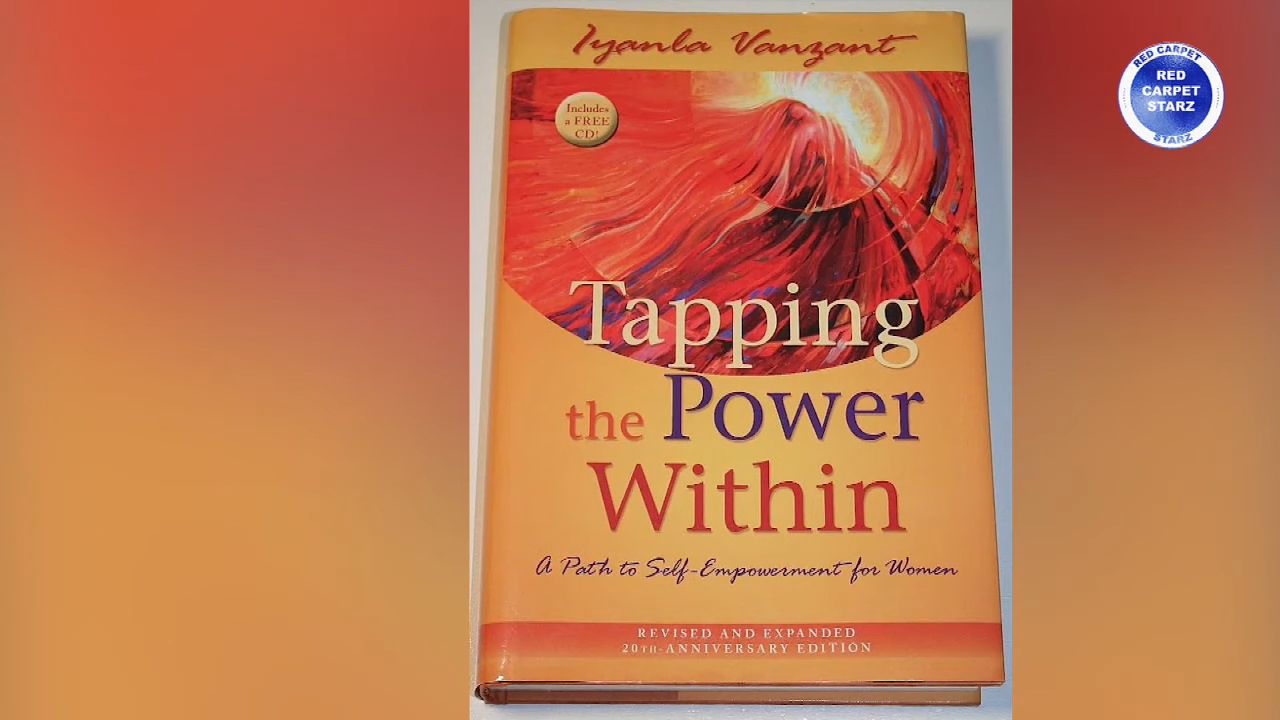 Iyanla Vanzant
Includes
a FREE
CD!
Tapping
the Power
Within
A Path to Self-Empowerment for Women
REVISED AND EXPANDED
20TH-ANNIVERSARY EDITION
RED CARPET
RED
CARPET
STARZ
STARZ